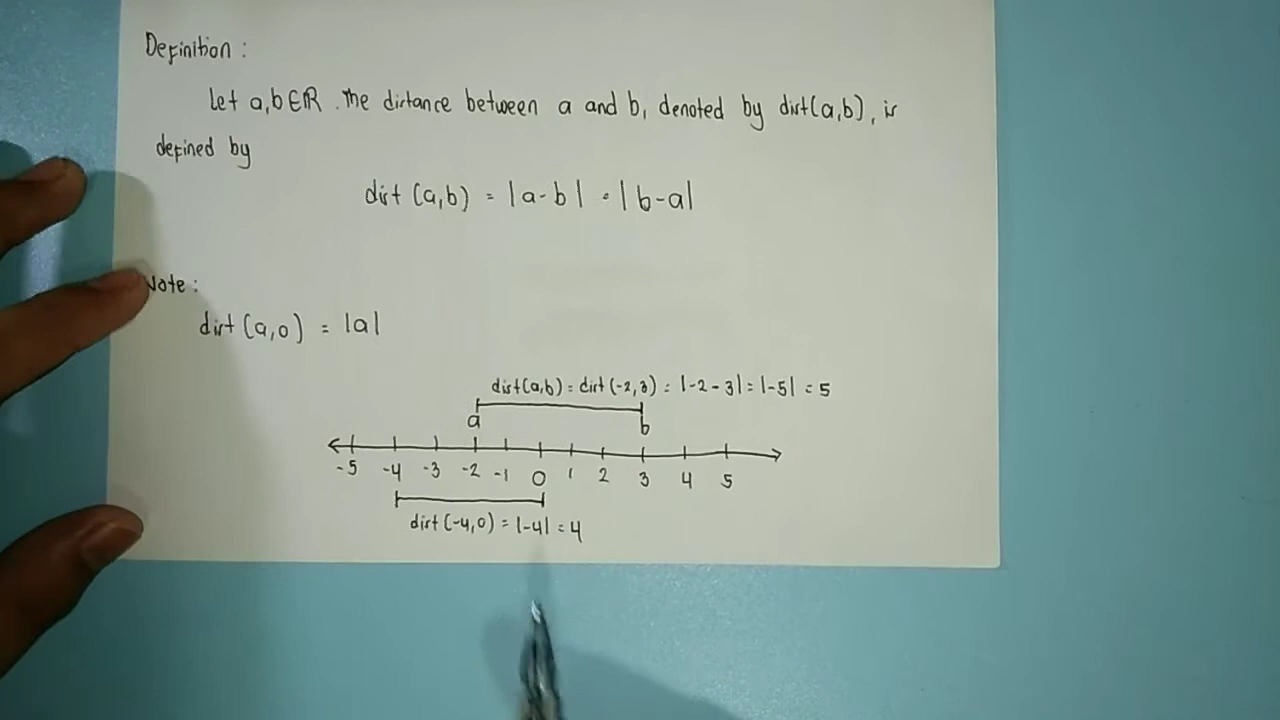 Definition :
Let a,b ∈ ℝ . The distance between a and b, denoted by dist(a,b), is
defined by
dist (a,b) = |a-b| = |b-a|
Note :
dist (a,0) = |a|
dist(a,b) = dist (-2,3) = |-2-3| = |-5| = 5
a b
-5 -4 -3 -2 -1 0 1 2 3 4 5
dist (-4,0) = |-4| = 4